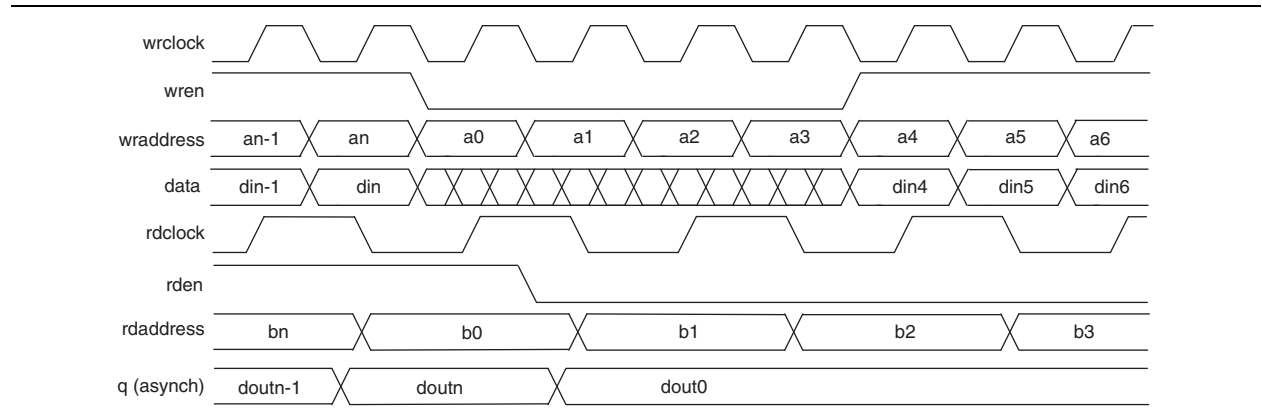 wrclock
wren
wraddress an-1 an a0 a1 a2 a3 a4 a5 a6
data din-1 din din4 din5 din6
rdclock
rden
rdaddress bn b0 b1 b2 b3
q (asynch) doutn-1 doutn dout0